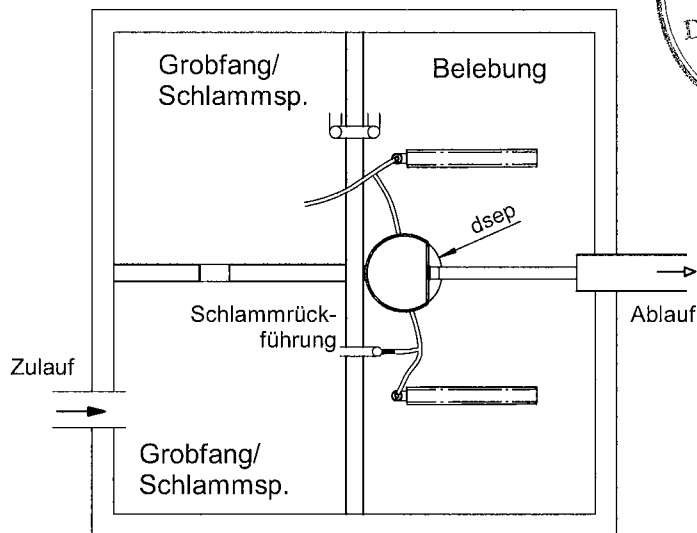 Grobfang/
Schlammsp.
Belebung
D
dsep
Schlammrück-
führung
Ablauf
Zulauf
Grobfang/
Schlammsp.